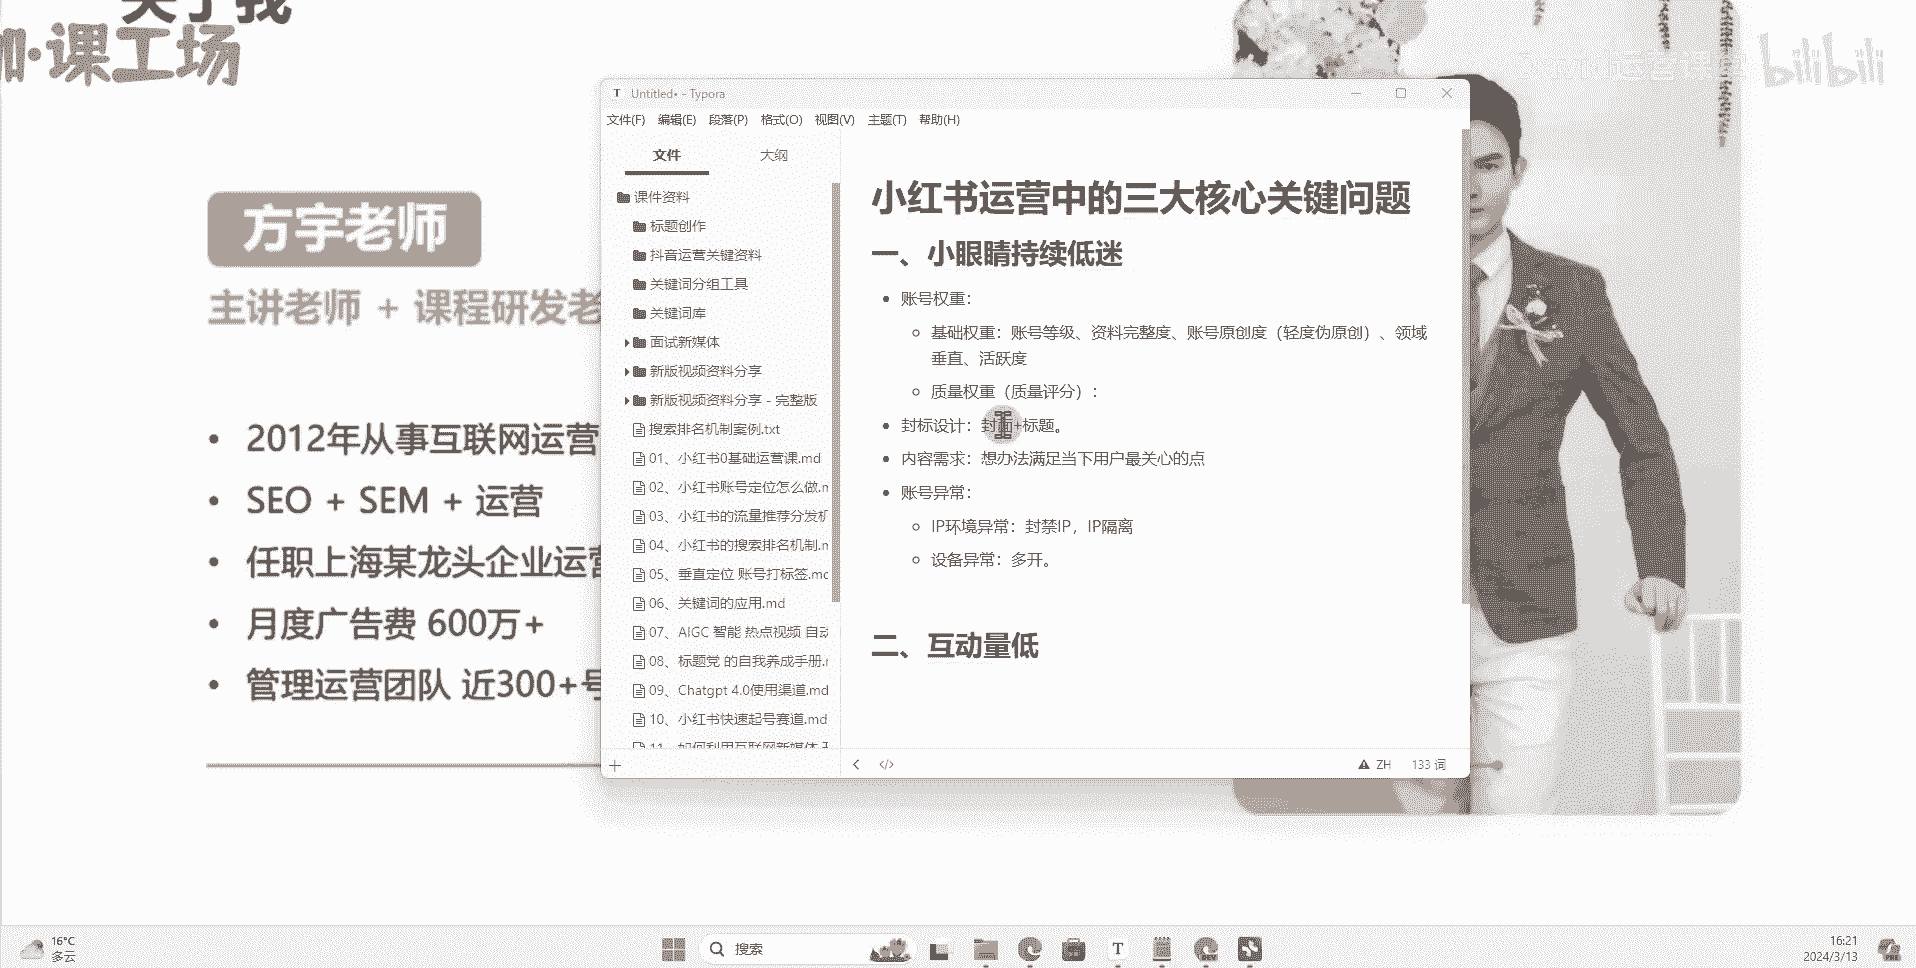 关于我
课工场
运营课堂 bilibili
方宇老师
主讲老师 + 课程研发老
2012年从事互联网运营
SEO + SEM + 运营
任职上海某龙头企业运营
月度广告费 600万+
管理运营团队 近300+号
Untitled• - Typora
文件(F) 编辑(E) 段落(P) 格式(O) 视图(V) 主题(T) 帮助(H)
文件 大纲
课件资料
标题创作
抖音运营关键资料
关键词分组工具
关键词库
面试新媒体
新版视频资料分享
新版视频资料分享 - 完整版
搜索排名机制案例.txt
01、小红书0基础运营课.md
02、小红书账号定位怎么做.m
03、小红书的流量推荐分发机
04、小红书的搜索排名机制.m
05、垂直定位 账号打标签.md
06、关键词的应用.md
07、AIGC 智能 热点视频 自动
08、标题党 的自我养成手册.m
09、Chatgpt 4.0使用渠道.md
10、小红书快速起号赛道.md
11、如何利用互联网新媒体
小红书运营中的三大核心关键问题
一、小眼睛持续低迷
账号权重：
基础权重：账号等级、资料完整度、账号原创度（轻度伪原创）、领域
垂直、活跃度
质量权重（质量评分）：
封标设计：封面+标题。
内容需求：想办法满足当下用户最关心的点
账号异常：
IP环境异常：封禁IP，IP隔离
设备异常：多开。
二、互动量低
ZH 133 词
16°C
多云
搜索
16:21
2024/3/13